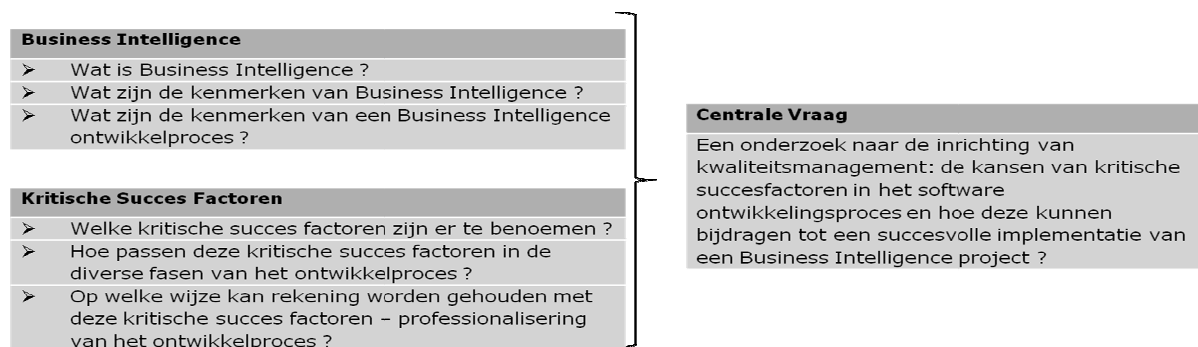 Business Intelligence
➢ Wat is Business Intelligence ?
➢ Wat zijn de kenmerken van Business Intelligence ?
➢ Wat zijn de kenmerken van een Business Intelligence
ontwikkelproces ?
Kritische Succes Factoren
➢ Welke kritische succes factoren zijn er te benoemen ?
➢ Hoe passen deze kritische succes factoren in de
diverse fasen van het ontwikkelproces ?
➢ Op welke wijze kan rekening worden gehouden met
deze kritische succes factoren – professionalisering
van het ontwikkelproces ?
Centrale Vraag
Een onderzoek naar de inrichting van
kwaliteitsmanagement: de kansen van kritische
succesfactoren in het software
ontwikkelingsproces en hoe deze kunnen
bijdragen tot een succesvolle implementatie van
een Business Intelligence project ?